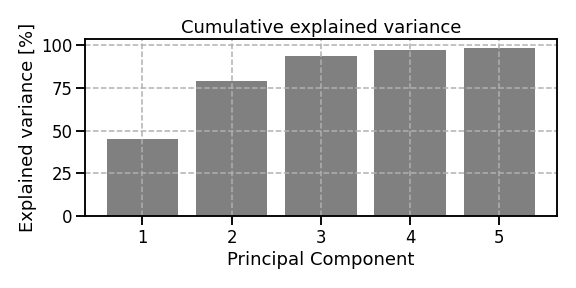 Cumulative explained variance
Explained variance [%]
100
75
50
25
0
1 2 3 4 5
Principal Component